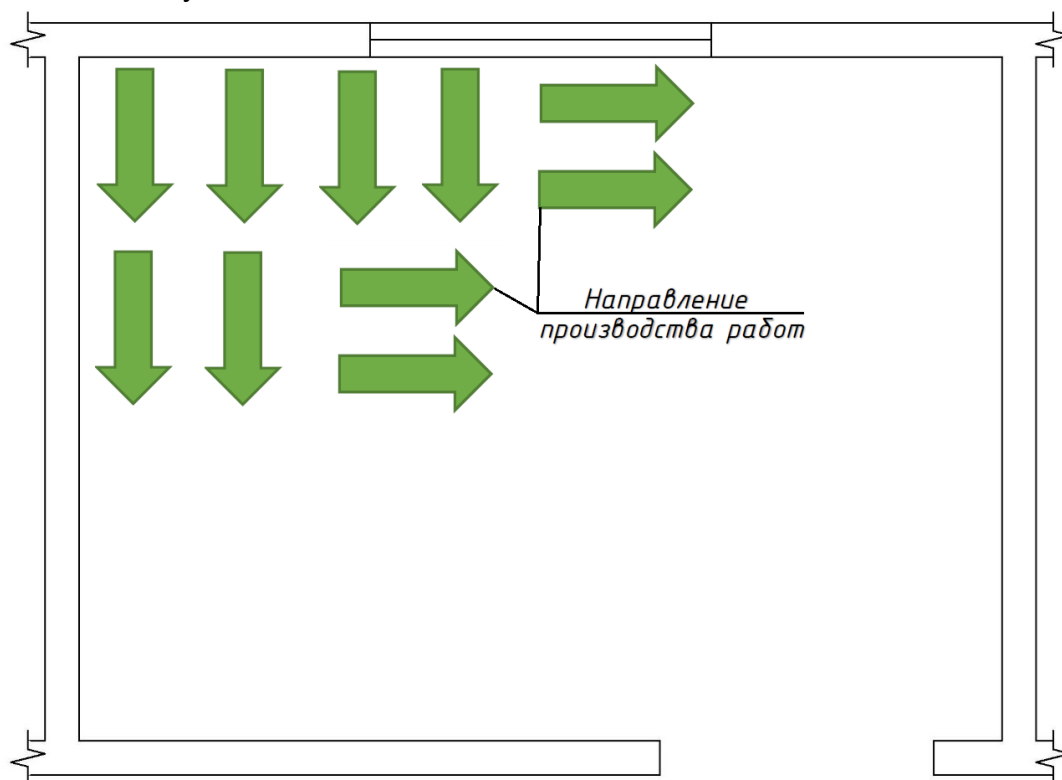 Направление
производства работ